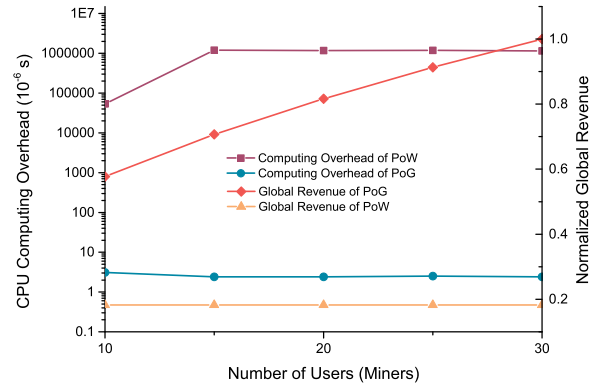 1E7
1000000
100000
10000
1000
100
10
1
0.1
CPU Computing Overhead (10⁻⁶ s)
1.0
0.8
0.6
0.4
0.2
Normalized Global Revenue
Computing Overhead of PoW
Computing Overhead of PoG
Global Revenue of PoG
Global Revenue of PoW
10
20
30
Number of Users (Miners)